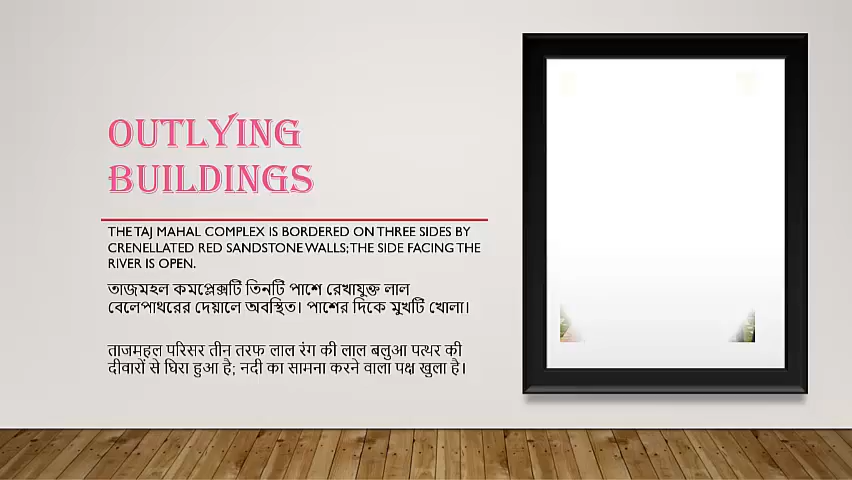 OUTLYING
BUILDINGS
THE TAJ MAHAL COMPLEX IS BORDERED ON THREE SIDES BY
CRENELLATED RED SANDSTONE WALLS; THE SIDE FACING THE
RIVER IS OPEN.
তাজমহল কমপ্লেক্সটি তিনটি পাশে রেখাযুক্ত লাল
বেলেপাথরের দেয়ালে অবস্থিত। পাশের দিকে মুখটি খোলা।
ताजमहल परिसर तीन तरफ लाल रंग की लाल बलुआ पत्थर की
दीवारों से घिरा हुआ है; नदी का सामना करने वाला पक्ष खुला है।